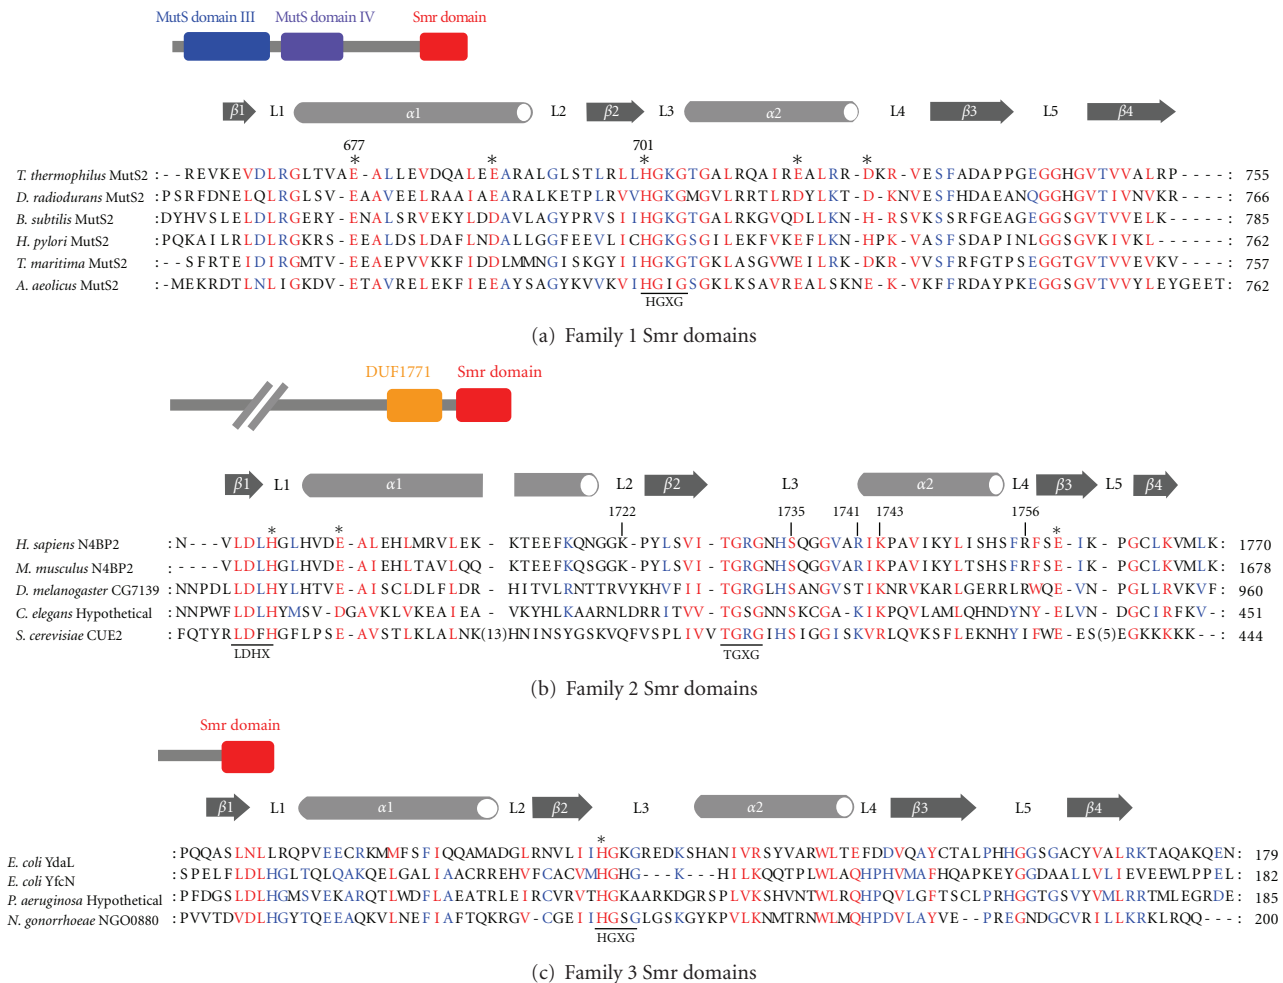 MutS domain III MutS domain IV Smr domain
β1 L1 α1 L2 β2 L3 α2 L4 β3 L5 β4
677 701
* * * * *
T. thermophilus MutS2 :--REVKEVDLRGLTVAE-ALLEVDQALEEARALGLSTLRLLHGKGTGALRQAIREALRR-DKR-VESFADAPPGEGGHGVTVVALRP----: 755
D. radiodurans MutS2 :PSRFDNELQLRGLSV-EAAVEELRAAIAEARALKETPLRVVHGKGMGVLRRTLRDYLKT-D-KNVESFHDAEANQGGHGVTIVNVKR--: 766
B. subtilis MutS2 :DYHVSLELDLRGERY-ENALSRVEKYLDDAVLAGYPRVSIIHGKGTGALRKGVQDLLKN-H-RSVKSSRFGEAGEGGSGVTVVELK---: 785
H. pylori MutS2 :PQKAILRLDLRGKRS-EEALDSLDAFLNDALLGGFEEVLICHGKGSGILEKFVKEFLKN-HPK-VASFSDAPINLGGSGVKIVKL------: 762
T. maritima MutS2 :--SFRTEIDIRGMTV-EEAEPVVKKFIDDLMMNGISKGYIIHGKGTGKLASGVWEILRK-DKR-VVSFRFGTPSEGGTGVTVVEVKV----: 757
A. aeolicus MutS2 :-MEKRDTLNLIGKDV-ETAVRELEKFIEEAYSAGYKVVKVIHGIGSGKLKSAVREALSKNE-K-VKFFRDAYPKEGGSGVTVVYLEYGEET: 762
HGXG
(a) Family 1 Smr domains
DUF1771 Smr domain
β1 L1 α1 L2 β2 L3 α2 L4 β3 L5 β4
1722 1735 1741 1743 1756
* * *
H. sapiens N4BP2 :N---VLDLHGLHVDE-ALEHLMRVLEK-KTEEFKQNGGK-PYLSVI-TGRGNHSQGGVARIKPAVIKYLISHSFRFSE-IK-PGCLKVMLK: 1770
M. musculus N4BP2 :----VLDLHGLHVDE-AIEHLTAVLQQ-KTEEFKQSGGK-PYLSVI-TGRGNHSQGGVARIKPAVIKYLTSHSFRFSE-IK-PGCLKVMLK: 1678
D. melanogaster CG7139 :NNPDLLDLHYLHTVE-AISCLDLFLDR-HITVLRNTTRVYKHVFII-TGRGLHSANGVSTIKNRVKARLGERRLRWQE-VN-PGLLRVKVF: 960
C. elegans Hypothetical :NNPWFLDLHYMSV-DGAVKLVKEAIEA-VKYHLKAARNLDRRITVV-TGSGNNSKCGA-KIKPQVLAMLQHNDYNY-ELVN-DGCIRFKV-: 451
S. cerevisiae CUE2 :FQTYRLDFHGFLPSE-AVSTLKLALNK(13)HNINSYGSKVQFVSPLIVVTGRGIHSIGGISKVRLQVKSFLEKNHYIFWE-ES(5)EGKKKKK--: 444
LDHX TGXG
(b) Family 2 Smr domains
Smr domain
β1 L1 α1 L2 β2 L3 α2 L4 β3 L5 β4
*
E. coli YdaL :PQQASLNLLRQPVEECRKMMFSFIQQAMADGLRNVLIIHGKGREDKSHANIVRSYVARWLTEFDDVQAYCTALPHHGGSGACYVALRKTAQAKQEN: 179
E. coli YfcN :SPELFLDLHGLTQLQAKQELGALIAACRREHVFCACVMHGHG---K--HILKQQTPLWLAQHPHVMAFHQAPKEYGGDAALLVLIEVEEWLPPEL: 182
P. aeruginosa Hypothetical :PFDGSLDLHGMSVEKARQTLWDFLAEATRLEIRCVRVTHGKAARKDGRSPLVKSHVNTWLRQHPQVLGFTSCLPRHGGTGSVYVMLRRTMLEGRDE: 185
N. gonorrhoeae NGO0880 :PVVTDVDLHGYTQEEAQKVLNEFIAFTQKRGV-CGEIIHGSGLGSKGYKPVLKNMTRNWLMQHPDVLAYVE--PREGNDGCVRILLKRKLRQQ---: 200
HGXG
(c) Family 3 Smr domains